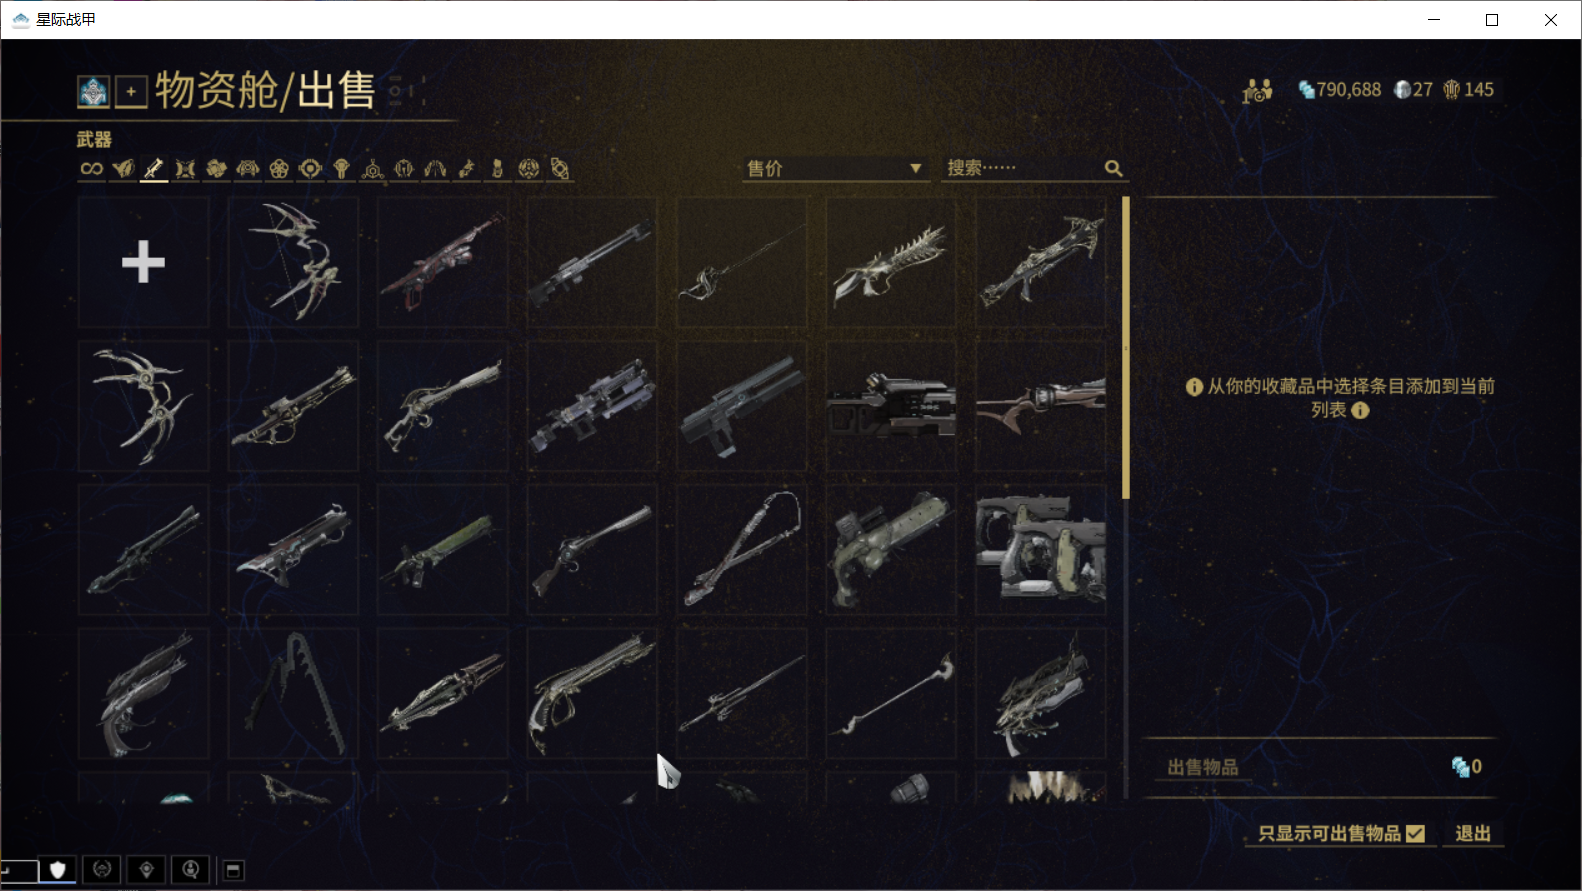 星际战甲
物资舱/出售
790,688 27 145
武器
售价
搜索……
从你的收藏品中选择条目添加到当前
列表
出售物品
0
只显示可出售物品
退出